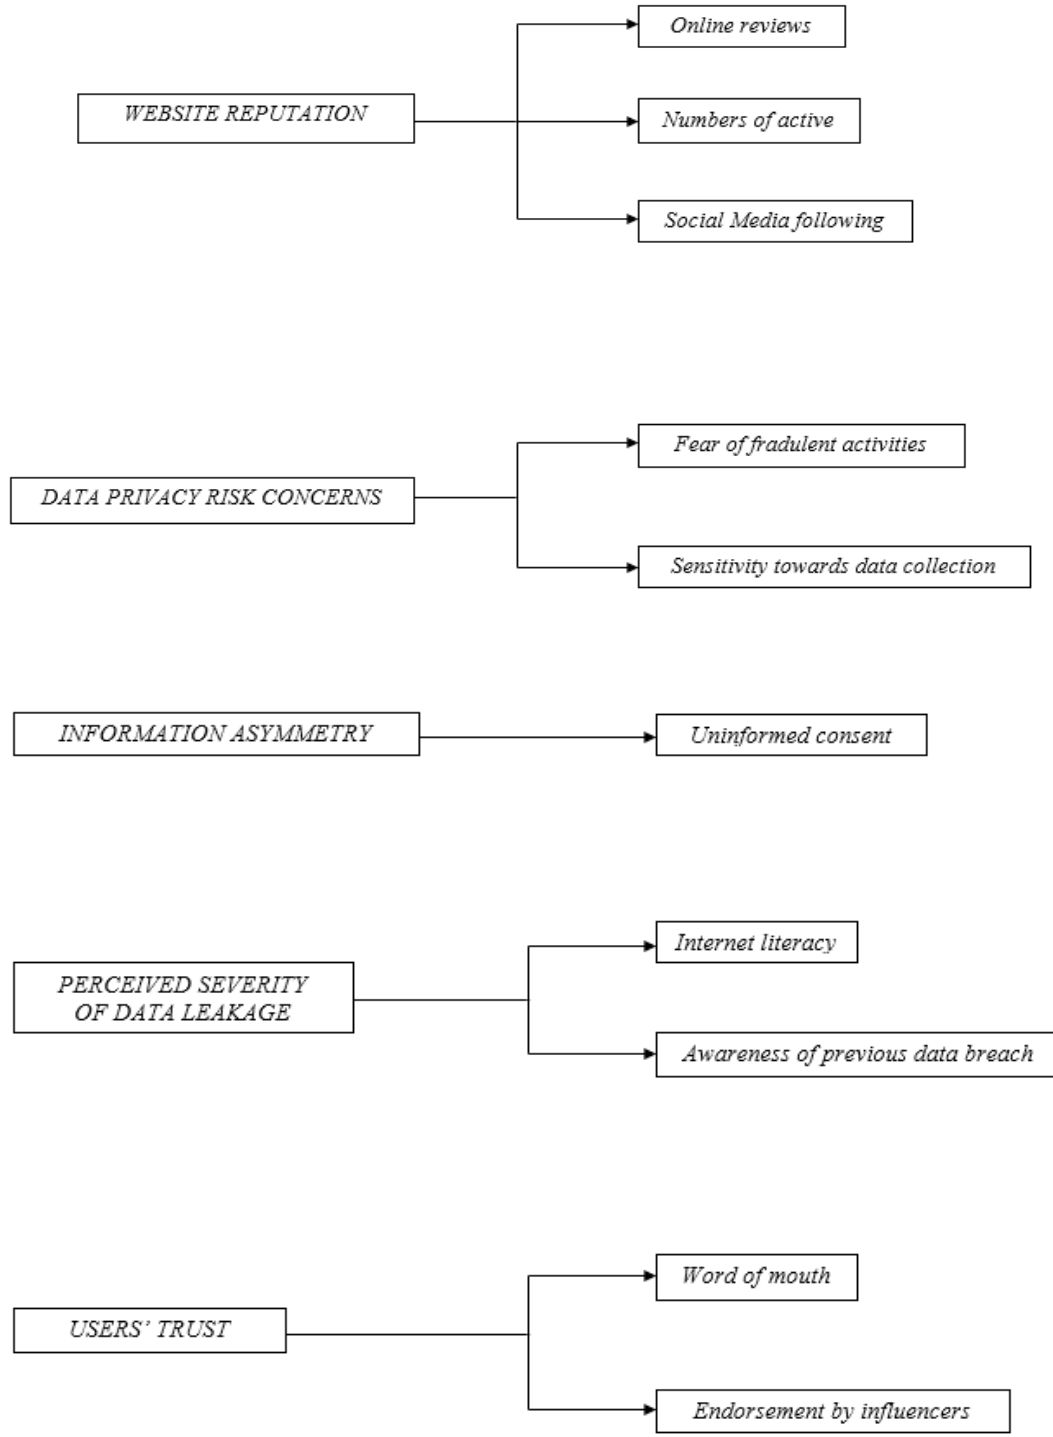 Online reviews
WEBSITE REPUTATION
Numbers of active
Social Media following
Fear of fradulent activities
DATA PRIVACY RISK CONCERNS
Sensitivity towards data collection
INFORMATION ASYMMETRY
Uninformed consent
Internet literacy
PERCEIVED SEVERITY
OF DATA LEAKAGE
Awareness of previous data breach
Word of mouth
USERS’ TRUST
Endorsement by influencers